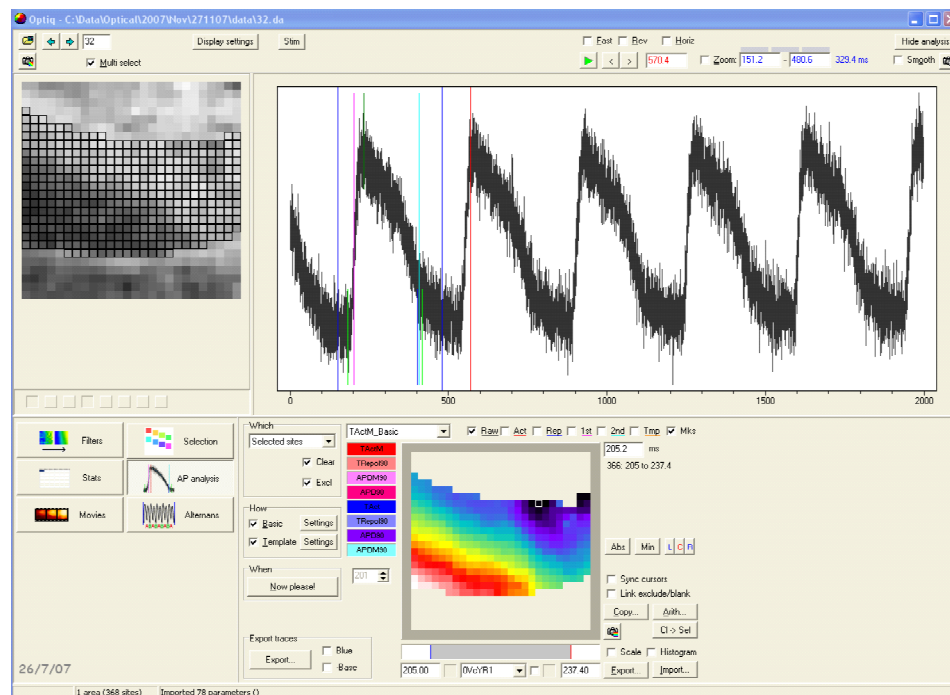 Optiq - C:\Data\Optical\2007\Nov\271107\data\32.da
32 Display settings Stim Fast Rev Horiz Hide analysis
Multi select < > 570.4 Zoom: 151.2 - 480.6 329.4 ms Smooth
0 500 1000 1500 2000
Filters Selection
Stats AP analysis
Movies Alternans
Which
Selected sites
Clear
Excl
How
Basic Settings
Template Settings
When
Now please!
Export traces
Export...
Blue
Base
TActM_Basic Raw Act Rep 1st 2nd Tmp Mks
TActM
TRepol90
APDM90
APD90
TRepol90
APDM90
APDM90
201
205.2 ms
366: 205 to 237.4
Abs Min L C R
Sync cursors
Link exclude/blank
Copy... Arith...
Cl -> Sel
Scale Histogram
205.00 0VcYR1 237.40 Export... Import...
26/7/07
1 area (368 sites) Imported 78 parameters ()